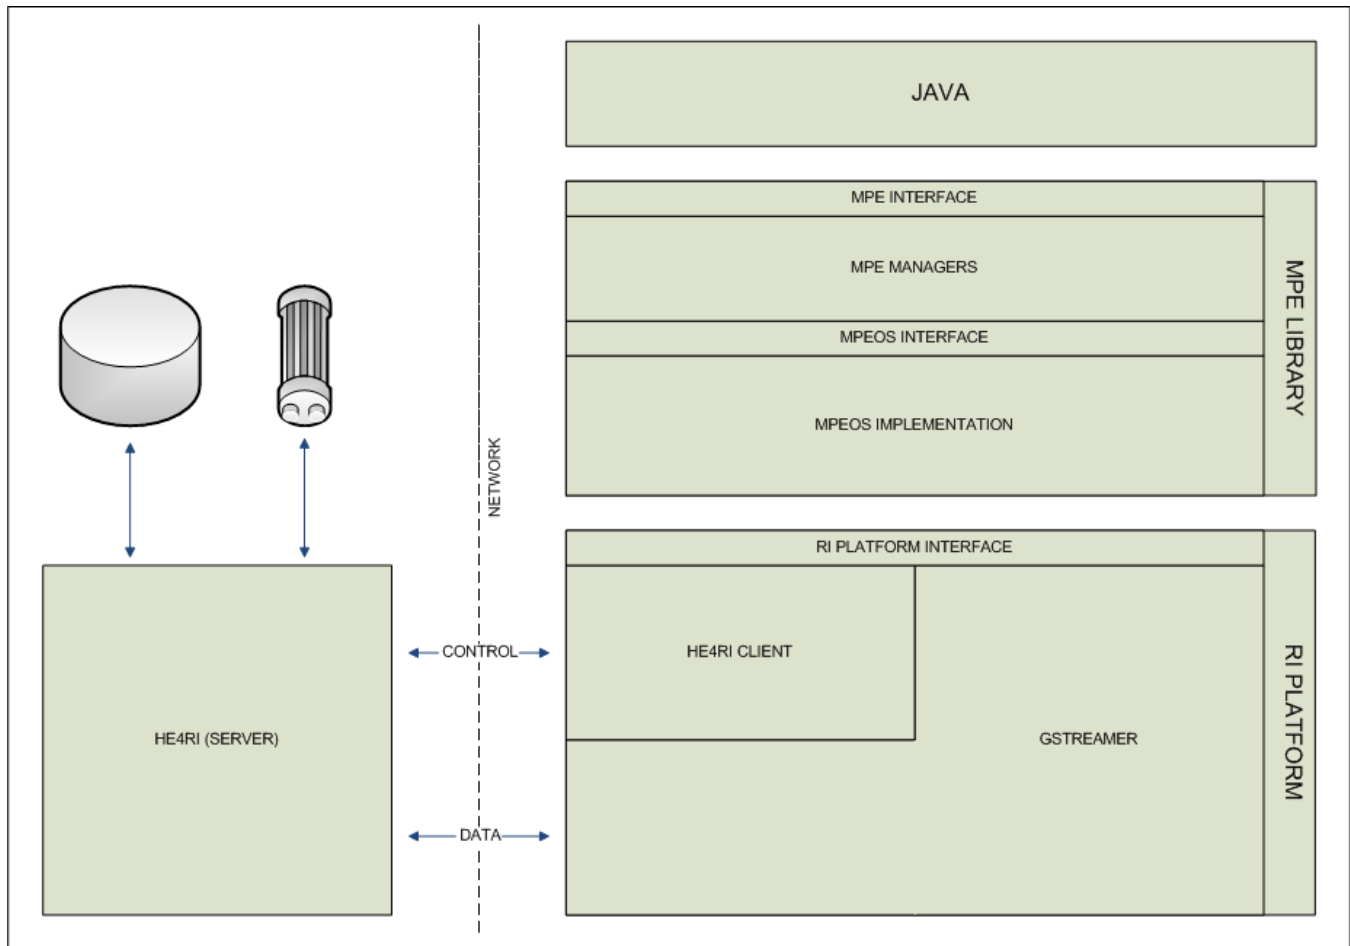 JAVA
MPE INTERFACE
MPE MANAGERS
MPEOS INTERFACE
MPEOS IMPLEMENTATION
MPE LIBRARY
NETWORK
RI PLATFORM INTERFACE
HE4RI CLIENT
GSTREAMER
RI PLATFORM
CONTROL
HE4RI (SERVER)
DATA